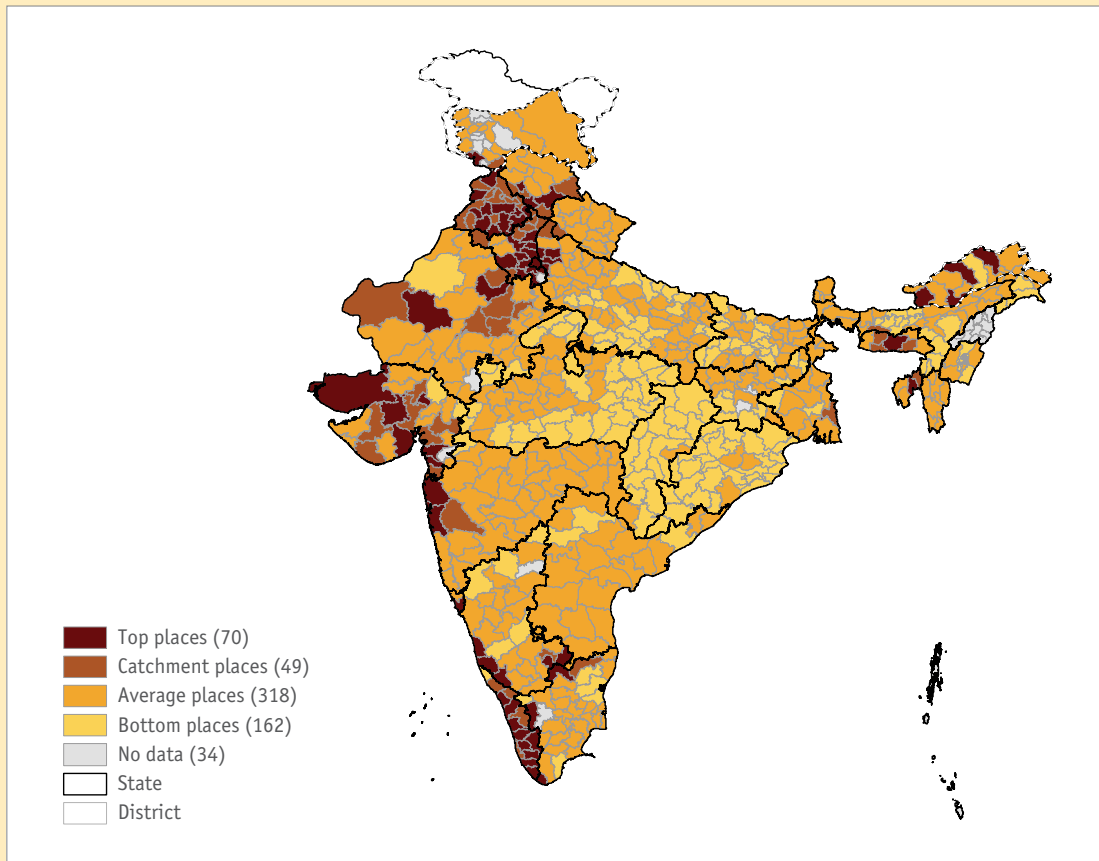 Top places (70)
Catchment places (49)
Average places (318)
Bottom places (162)
No data (34)
State
District